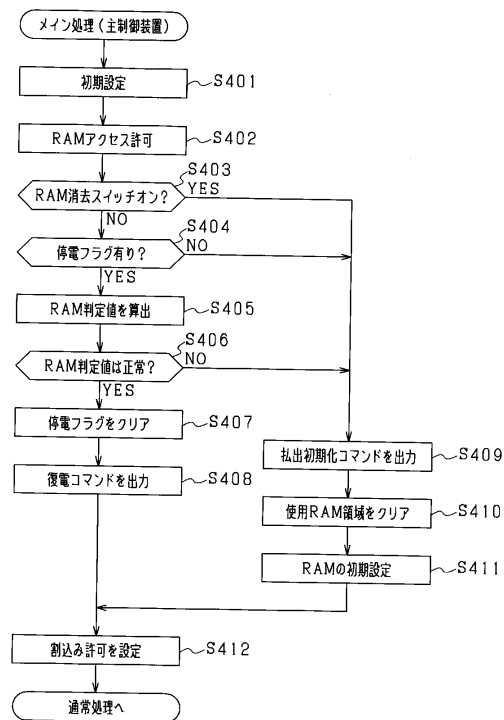 メイン処理(主制御装置)
初期設定
S401
RAMアクセス許可
S402
S403
RAM消去スイッチオン?
YES
NO
S404
停電フラグ有り?
NO
YES
RAM判定値を算出
S405
S406
RAM判定値は正常?
NO
YES
停電フラグをクリア
S407
復電コマンドを出力
S408
払出初期化コマンドを出力
S409
使用RAM領域をクリア
S410
RAMの初期設定
S411
割込み許可を設定
S412
通常処理へ